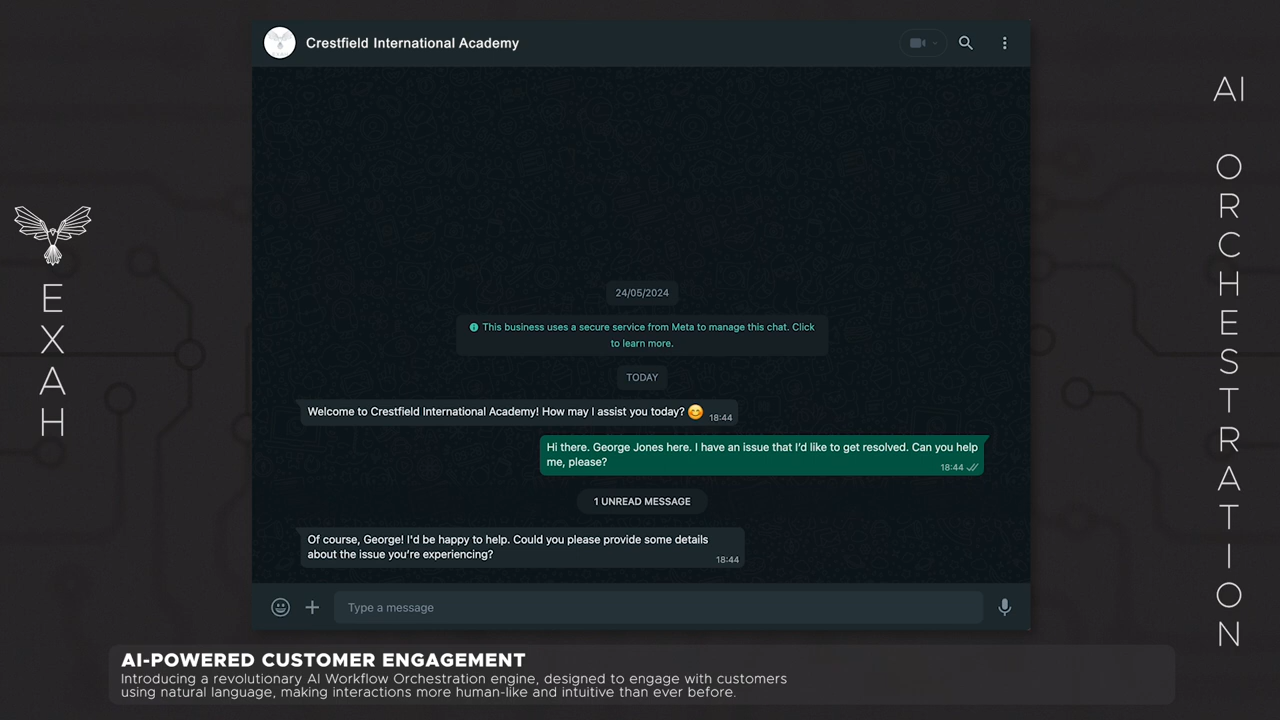 Crestfield International Academy
24/05/2024
This business uses a secure service from Meta to manage this chat. Click
to learn more.
TODAY
Welcome to Crestfield International Academy! How may I assist you today? 😊
18:44
Hi there. George Jones here. I have an issue that I'd like to get resolved. Can you help
me, please?
18:44
1 UNREAD MESSAGE
Of course, George! I'd be happy to help. Could you please provide some details
about the issue you're experiencing?
18:44
Type a message
EXAH
AI ORCHESTRATION
AI-POWERED CUSTOMER ENGAGEMENT
Introducing a revolutionary AI Workflow Orchestration engine, designed to engage with customers
using natural language, making interactions more human-like and intuitive than ever before.